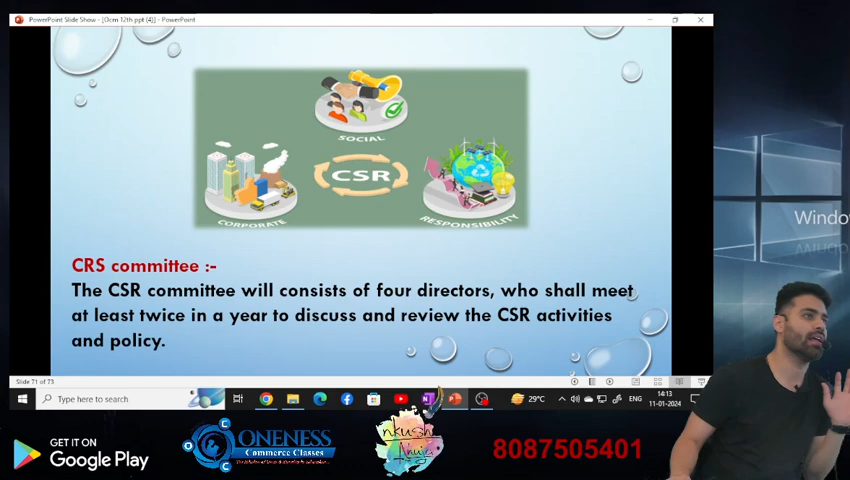 PowerPoint Slide Show - [Ocm 12th ppt (4)] - PowerPoint
SOCIAL
CSR
CORPORATE
RESPONSIBILITY
CRS committee :-
The CSR committee will consists of four directors, who shall meet
at least twice in a year to discuss and review the CSR activities
and policy.
Slide 71 of 73
Type here to search
29°C
ENG
14:13
11-01-2024
Window
GET IT ON
Google Play
ONENESS
Commerce Classes
nkush
Ahuja
8087505401